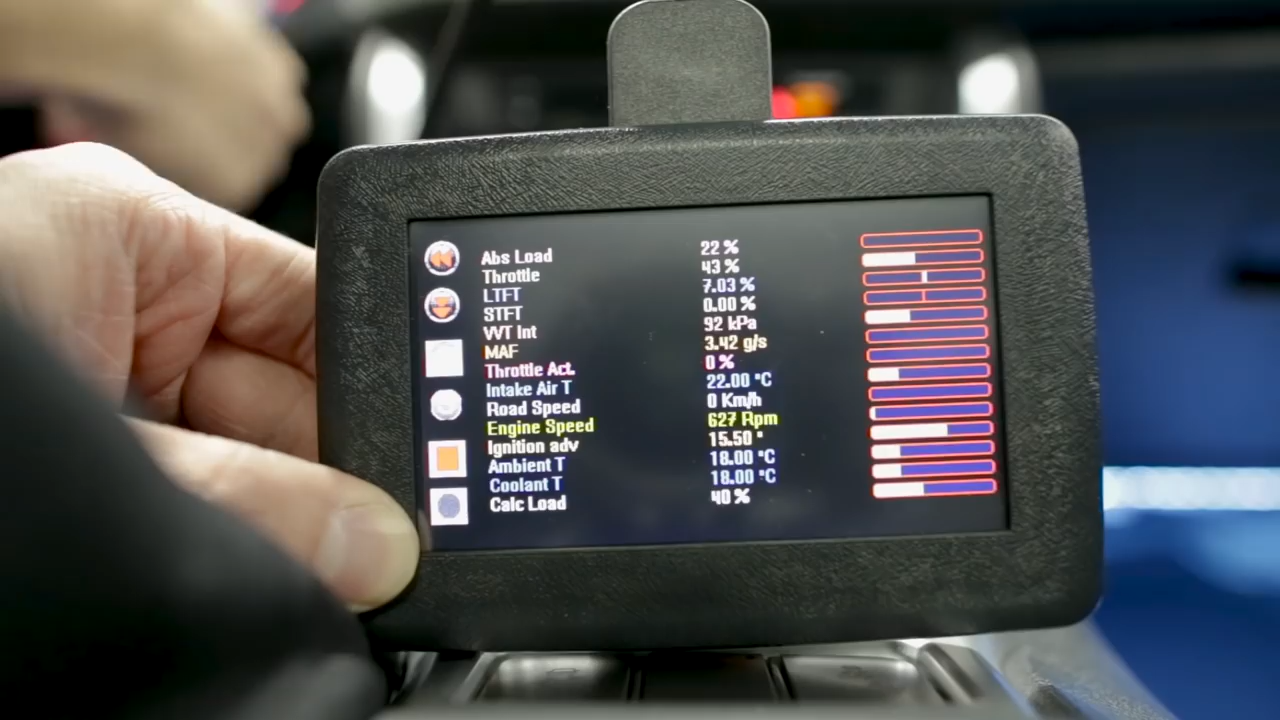 Abs Load 22 %
Throttle 43 %
LTFT 7.03 %
STFT 0.00 %
VVT Int 92 kPa
MAF 3.42 g/s
Throttle Act. 0 %
Intake Air T 22.00 °C
Road Speed 0 Km/h
Engine Speed 627 Rpm
Ignition adv 15.50 °
Ambient T 18.00 °C
Coolant T 18.00 °C
Calc Load 40 %